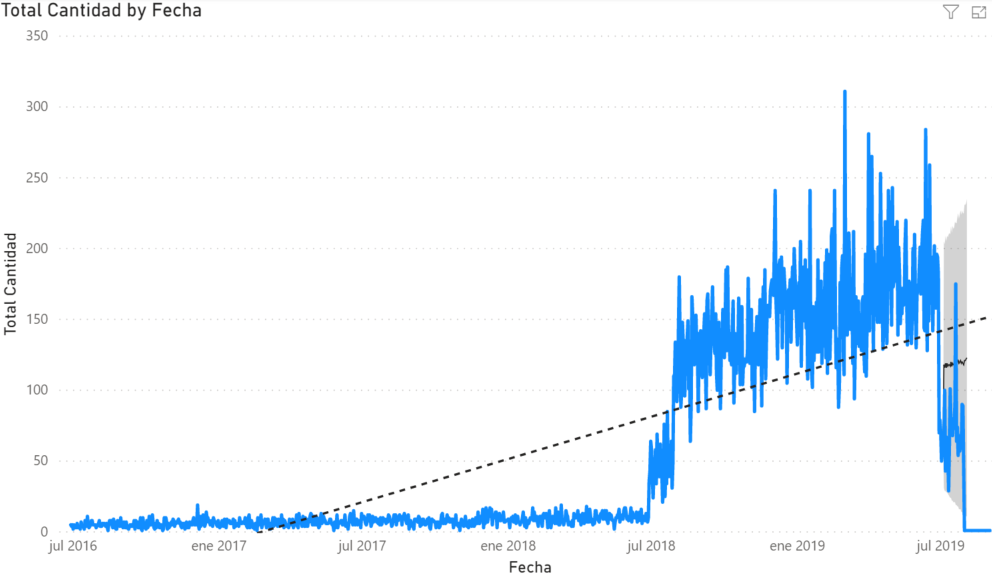 Total Cantidad by Fecha
350
300
250
200
150
100
50
0
Total Cantidad
jul 2016 ene 2017 jul 2017 ene 2018 jul 2018 ene 2019 jul 2019
Fecha